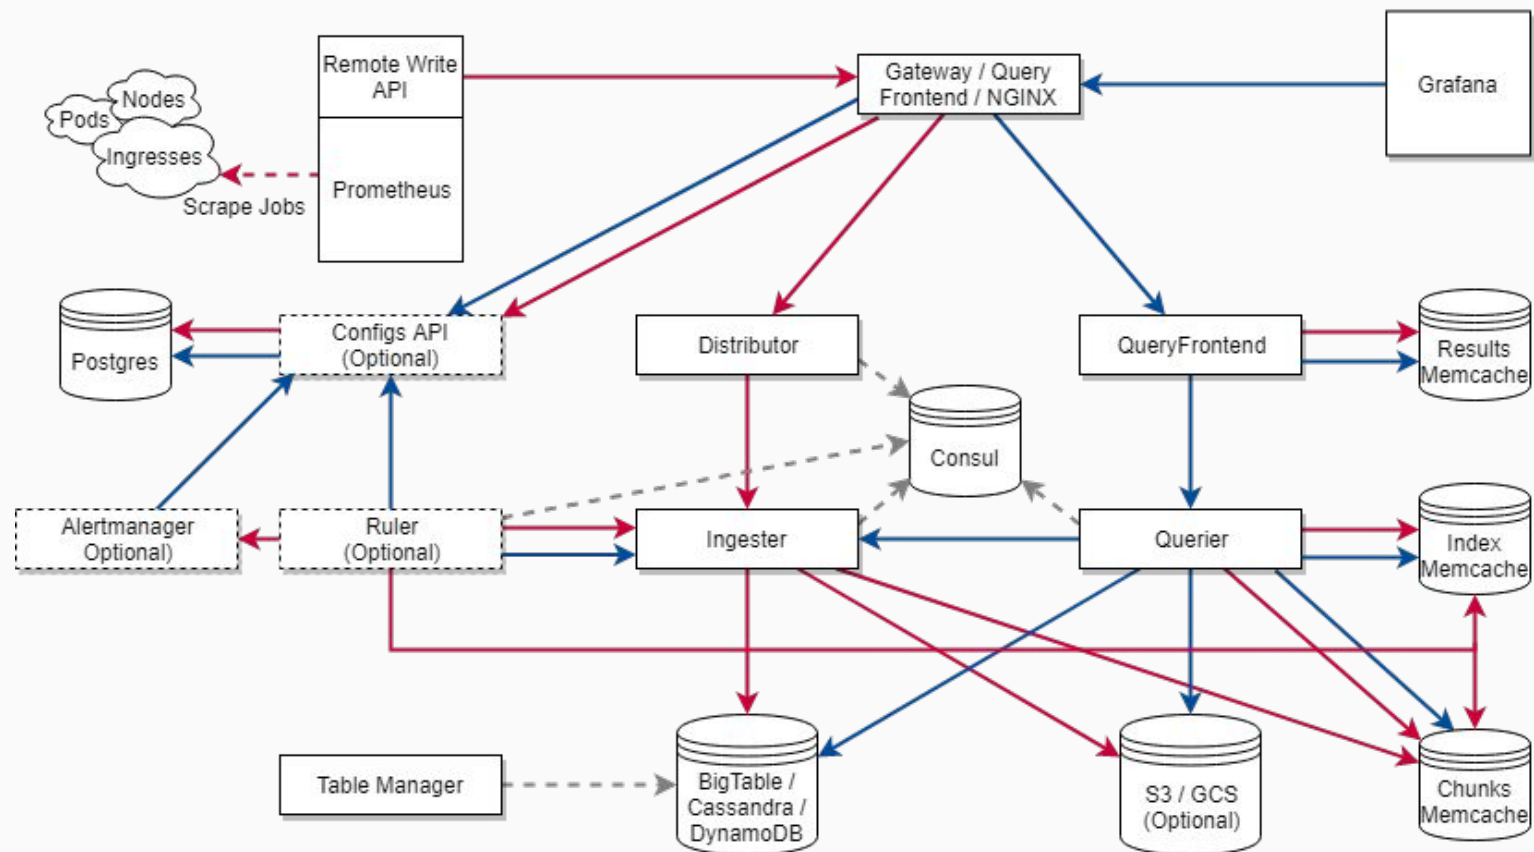 Remote Write
API
Gateway / Query
Frontend / NGINX
Grafana
Nodes
Pods
Ingresses
Scrape Jobs
Prometheus
Postgres
Configs API
(Optional)
Distributor
QueryFrontend
Results
Memcache
Consul
Alertmanager
Optional)
Ruler
(Optional)
Ingester
Querier
Index
Memcache
Table Manager
BigTable /
Cassandra /
DynamoDB
S3 / GCS
(Optional)
Chunks
Memcache